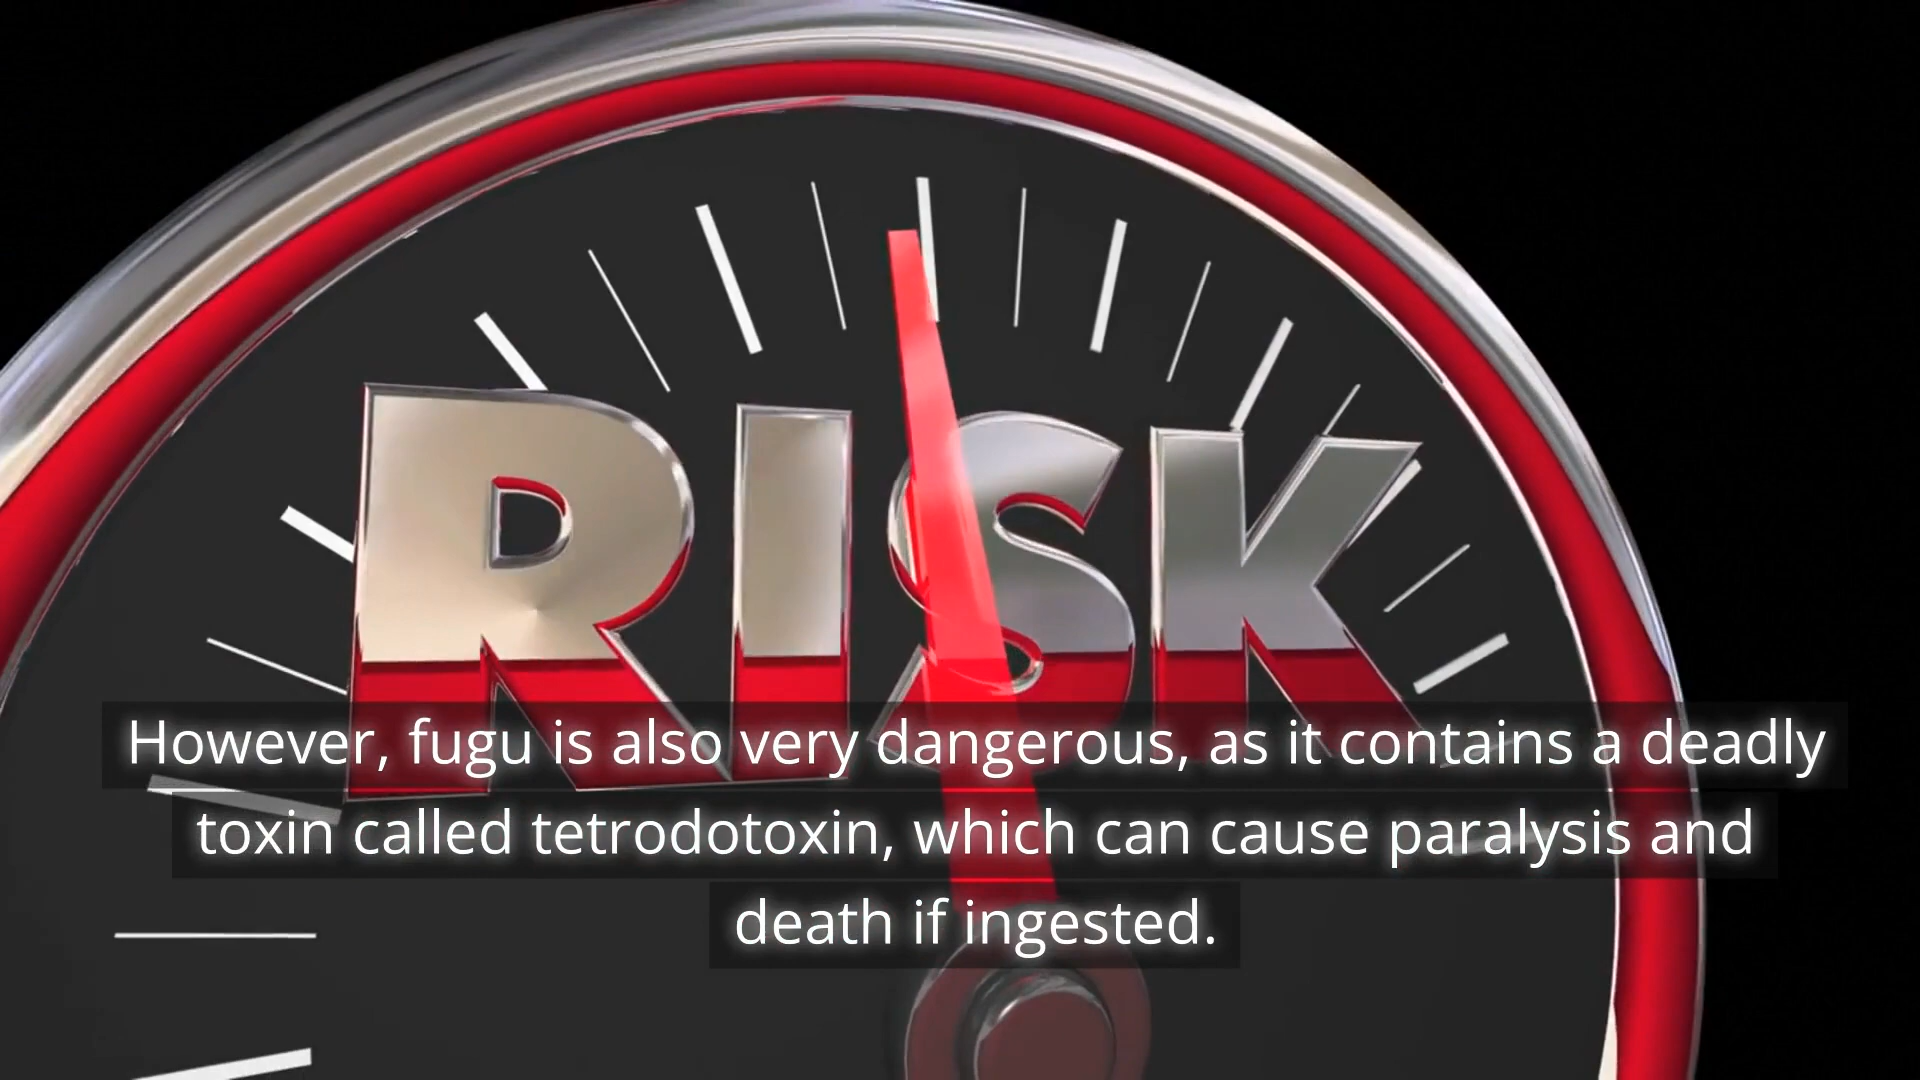 RISK
However, fugu is also very dangerous, as it contains a deadly
toxin called tetrodotoxin, which can cause paralysis and
death if ingested.